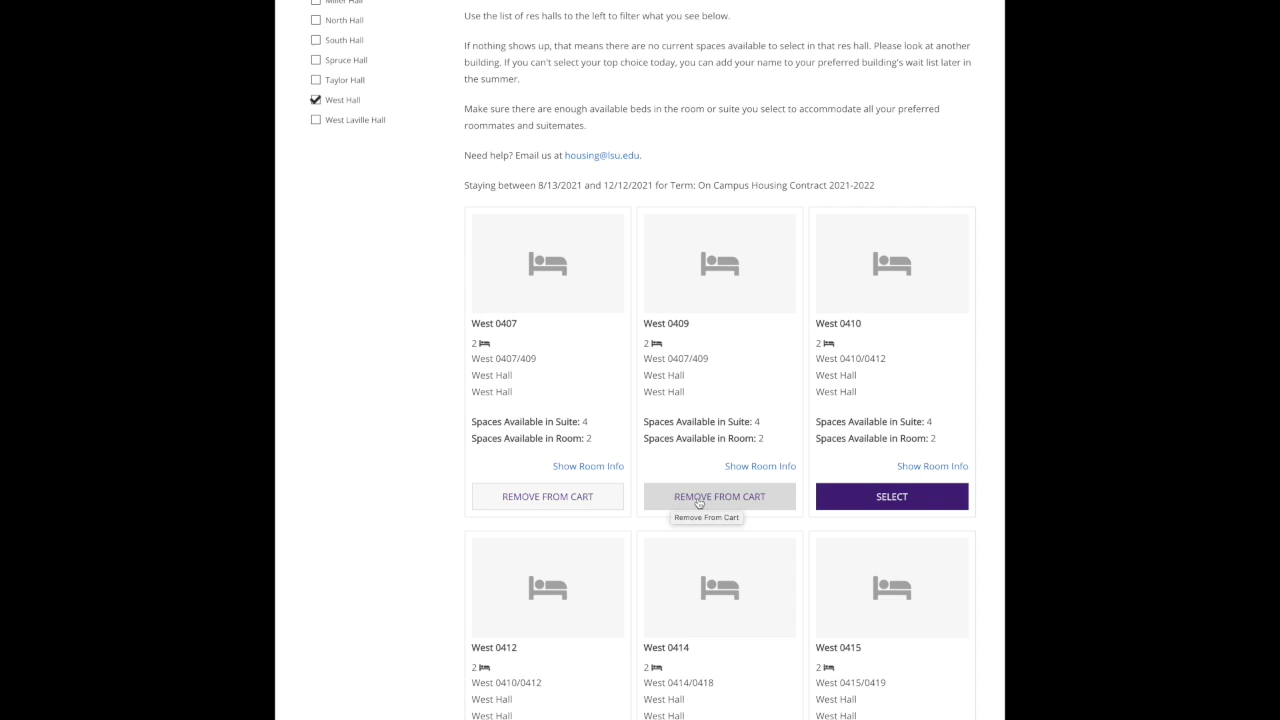 Miller Hall
North Hall
South Hall
Spruce Hall
Taylor Hall
West Hall
West Laville Hall
Use the list of res halls to the left to filter what you see below.
If nothing shows up, that means there are no current spaces available to select in that res hall. Please look at another
building. If you can't select your top choice today, you can add your name to your preferred building's wait list later in
the summer.
Make sure there are enough available beds in the room or suite you select to accommodate all your preferred
roommates and suitemates.
Need help? Email us at housing@lsu.edu.
Staying between 8/13/2021 and 12/12/2021 for Term: On Campus Housing Contract 2021-2022
West 0407
2
West 0407/409
West Hall
West Hall
Spaces Available in Suite: 4
Spaces Available in Room: 2
Show Room Info
REMOVE FROM CART
West 0409
2
West 0407/409
West Hall
West Hall
Spaces Available in Suite: 4
Spaces Available in Room: 2
Show Room Info
REMOVE FROM CART
Remove From Cart
West 0410
2
West 0410/0412
West Hall
West Hall
Spaces Available in Suite: 4
Spaces Available in Room: 2
Show Room Info
SELECT
West 0412
2
West 0410/0412
West Hall
West Hall
West 0414
2
West 0414/0418
West Hall
West Hall
West 0415
2
West 0415/0419
West Hall
West Hall